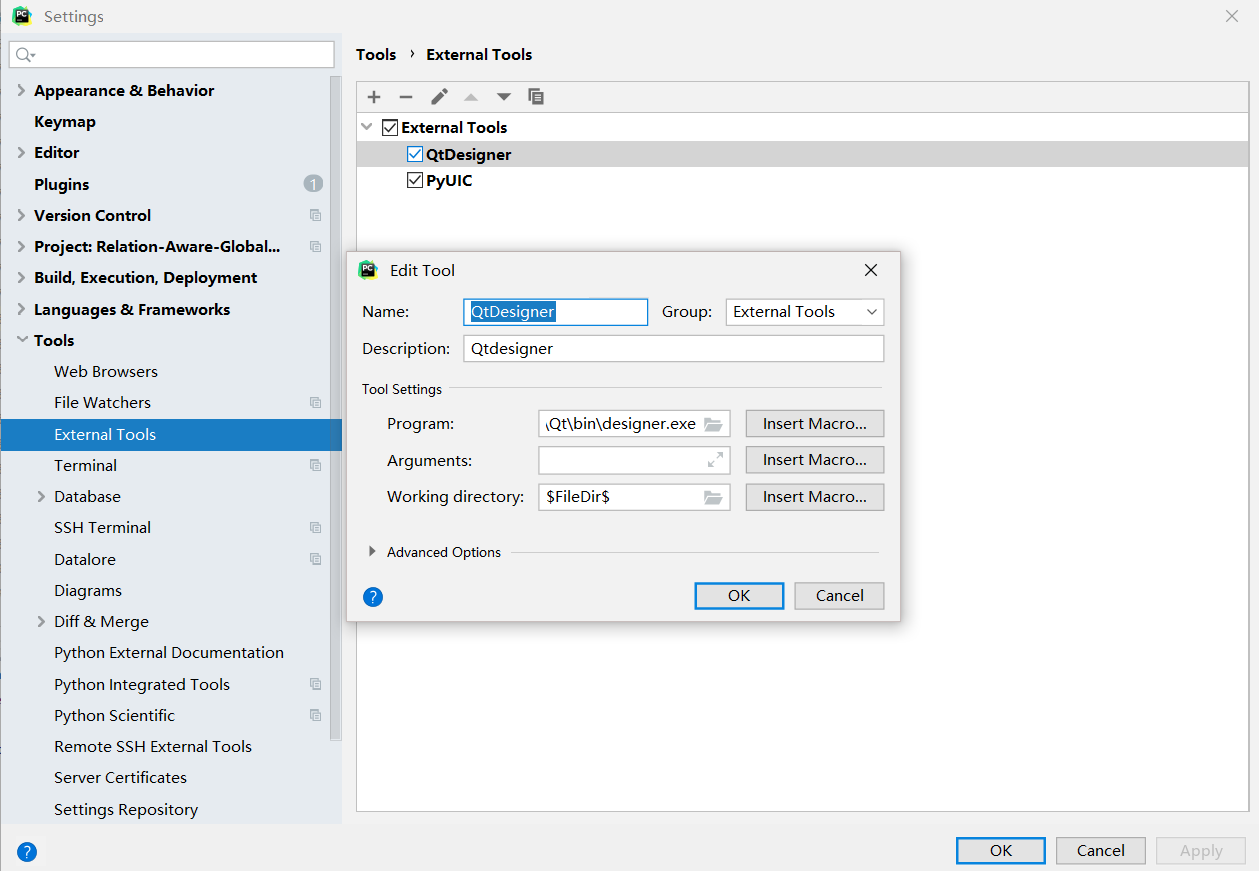 Settings
Tools › External Tools
Appearance & Behavior
Keymap
Editor
Plugins 1
Version Control
Project: Relation-Aware-Global...
Build, Execution, Deployment
Languages & Frameworks
Tools
Web Browsers
File Watchers
External Tools
Terminal
Database
SSH Terminal
Datalore
Diagrams
Diff & Merge
Python External Documentation
Python Integrated Tools
Python Scientific
Remote SSH External Tools
Server Certificates
Settings Repository
External Tools
QtDesigner
PyUIC
PC Edit Tool
Name: QtDesigner Group: External Tools
Description: Qtdesigner
Tool Settings
Program: \Qt\bin\designer.exe Insert Macro...
Arguments: Insert Macro...
Working directory: $FileDir$ Insert Macro...
Advanced Options
? OK Cancel
? OK Cancel Apply